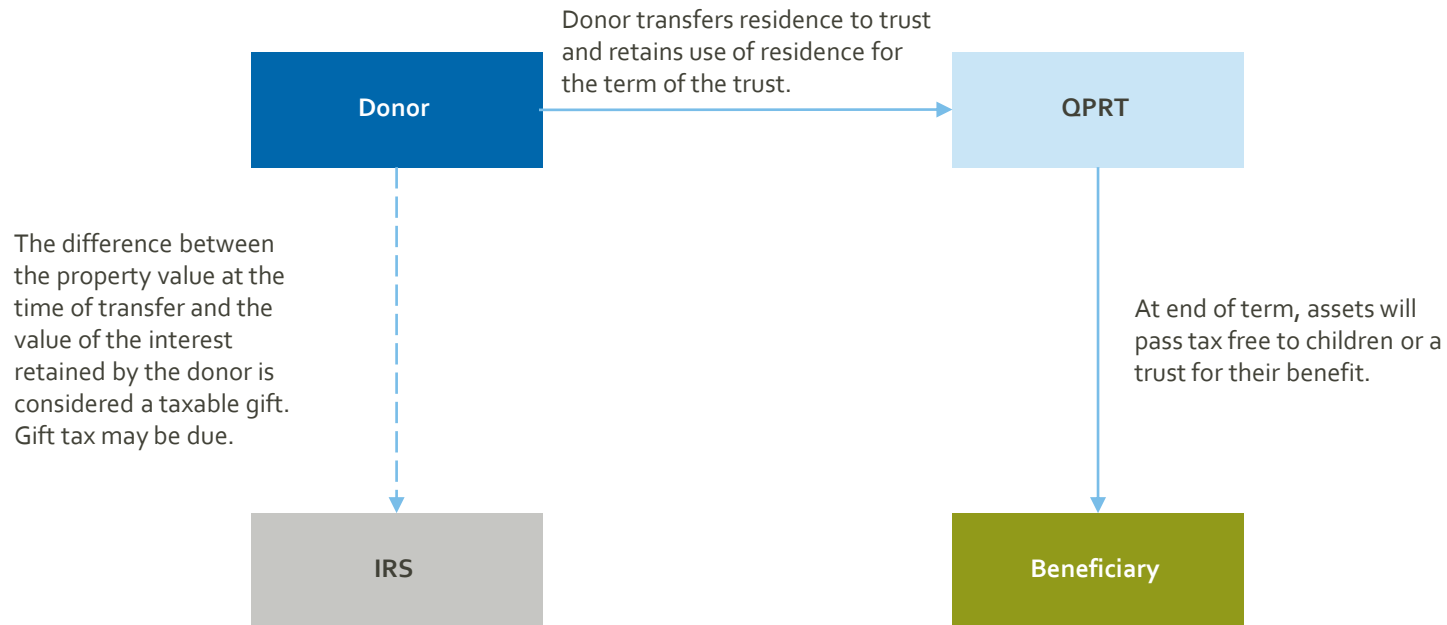 Donor transfers residence to trust
and retains use of residence for
the term of the trust.
Donor
QPRT
The difference between
the property value at the
time of transfer and the
value of the interest
retained by the donor is
considered a taxable gift.
Gift tax may be due.
At end of term, assets will
pass tax free to children or a
trust for their benefit.
IRS
Beneficiary